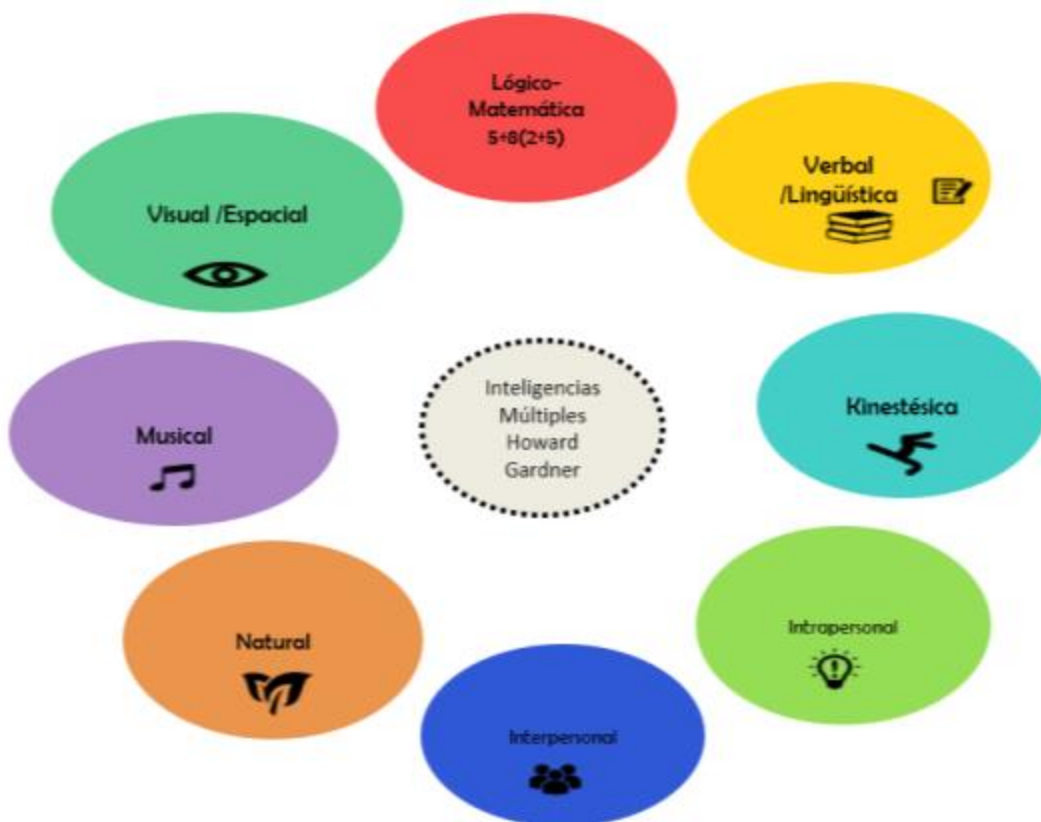 Lógico-
Matemática
5+8(2+5)
Verbal
/Lingüística
Visual /Espacial
Kinestésica
Inteligencias
Múltiples
Howard
Gardner
Musical
Intrapersonal
Natural
Interpersonal